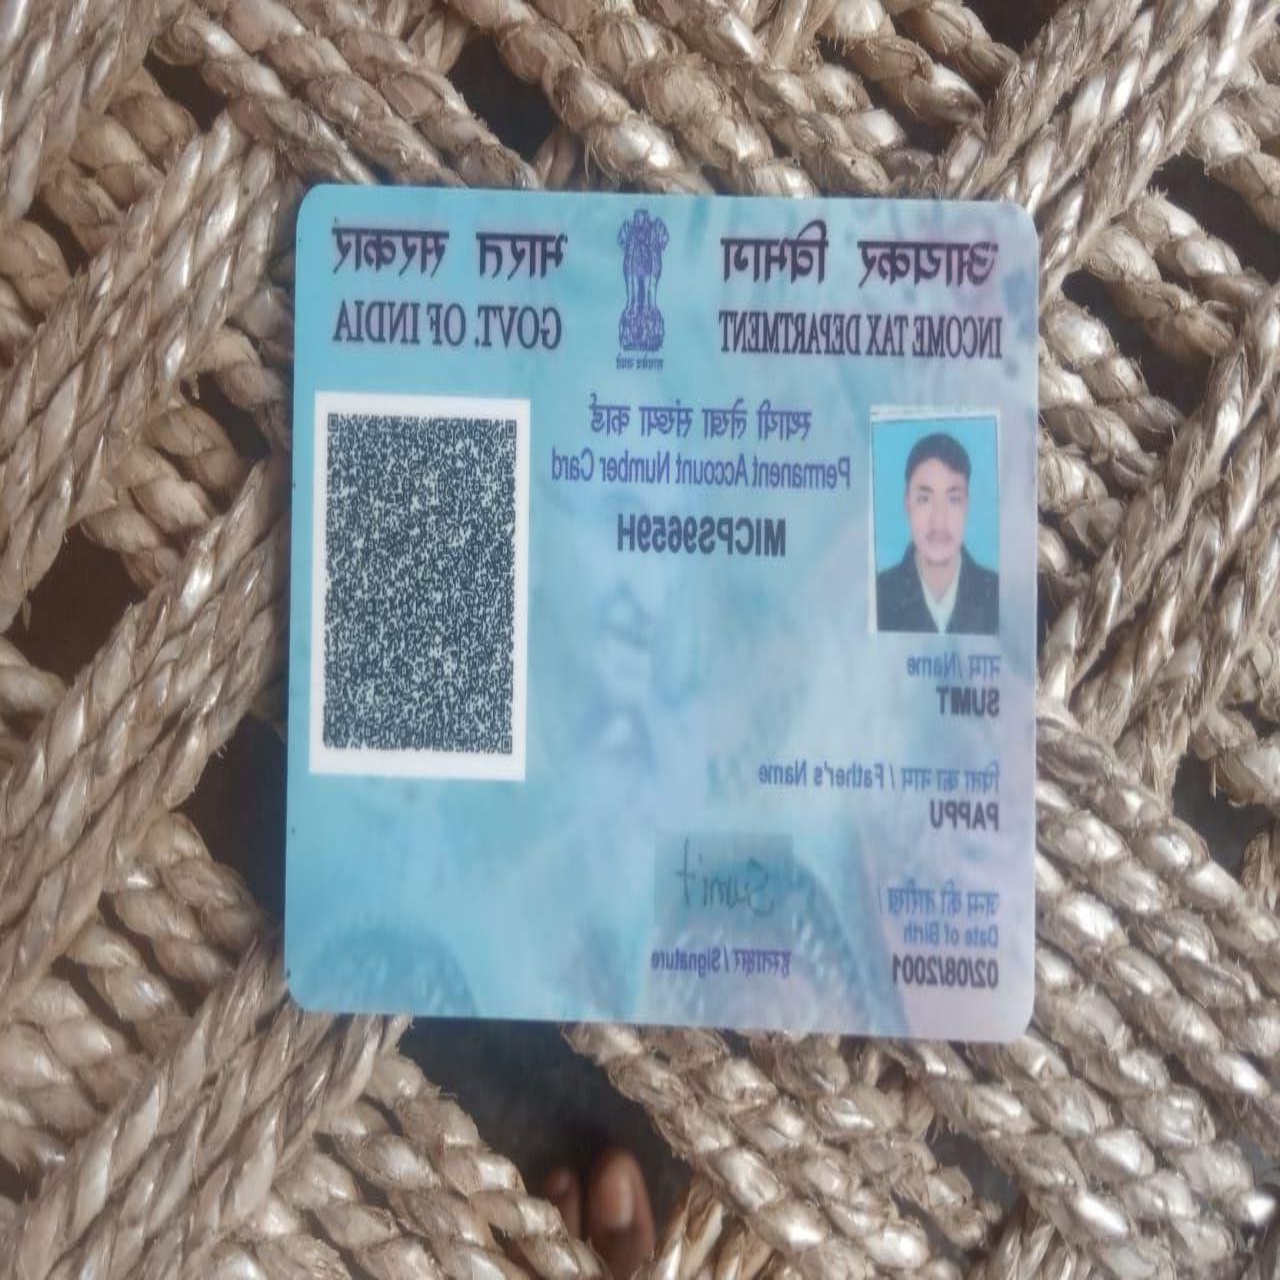 आयकर विभाग
INCOME TAX DEPARTMENT
भारत सरकार
GOVT. OF INDIA
सत्यमेव जयते
स्थायी लेखा संख्या कार्ड
Permanent Account Number Card
MICPS9659H
नाम / Name
SUMIT
पिता का नाम / Father's Name
PAPPU
जन्म की तारीख /
Date of Birth
02/08/2001
Sumit
हस्ताक्षर / Signature